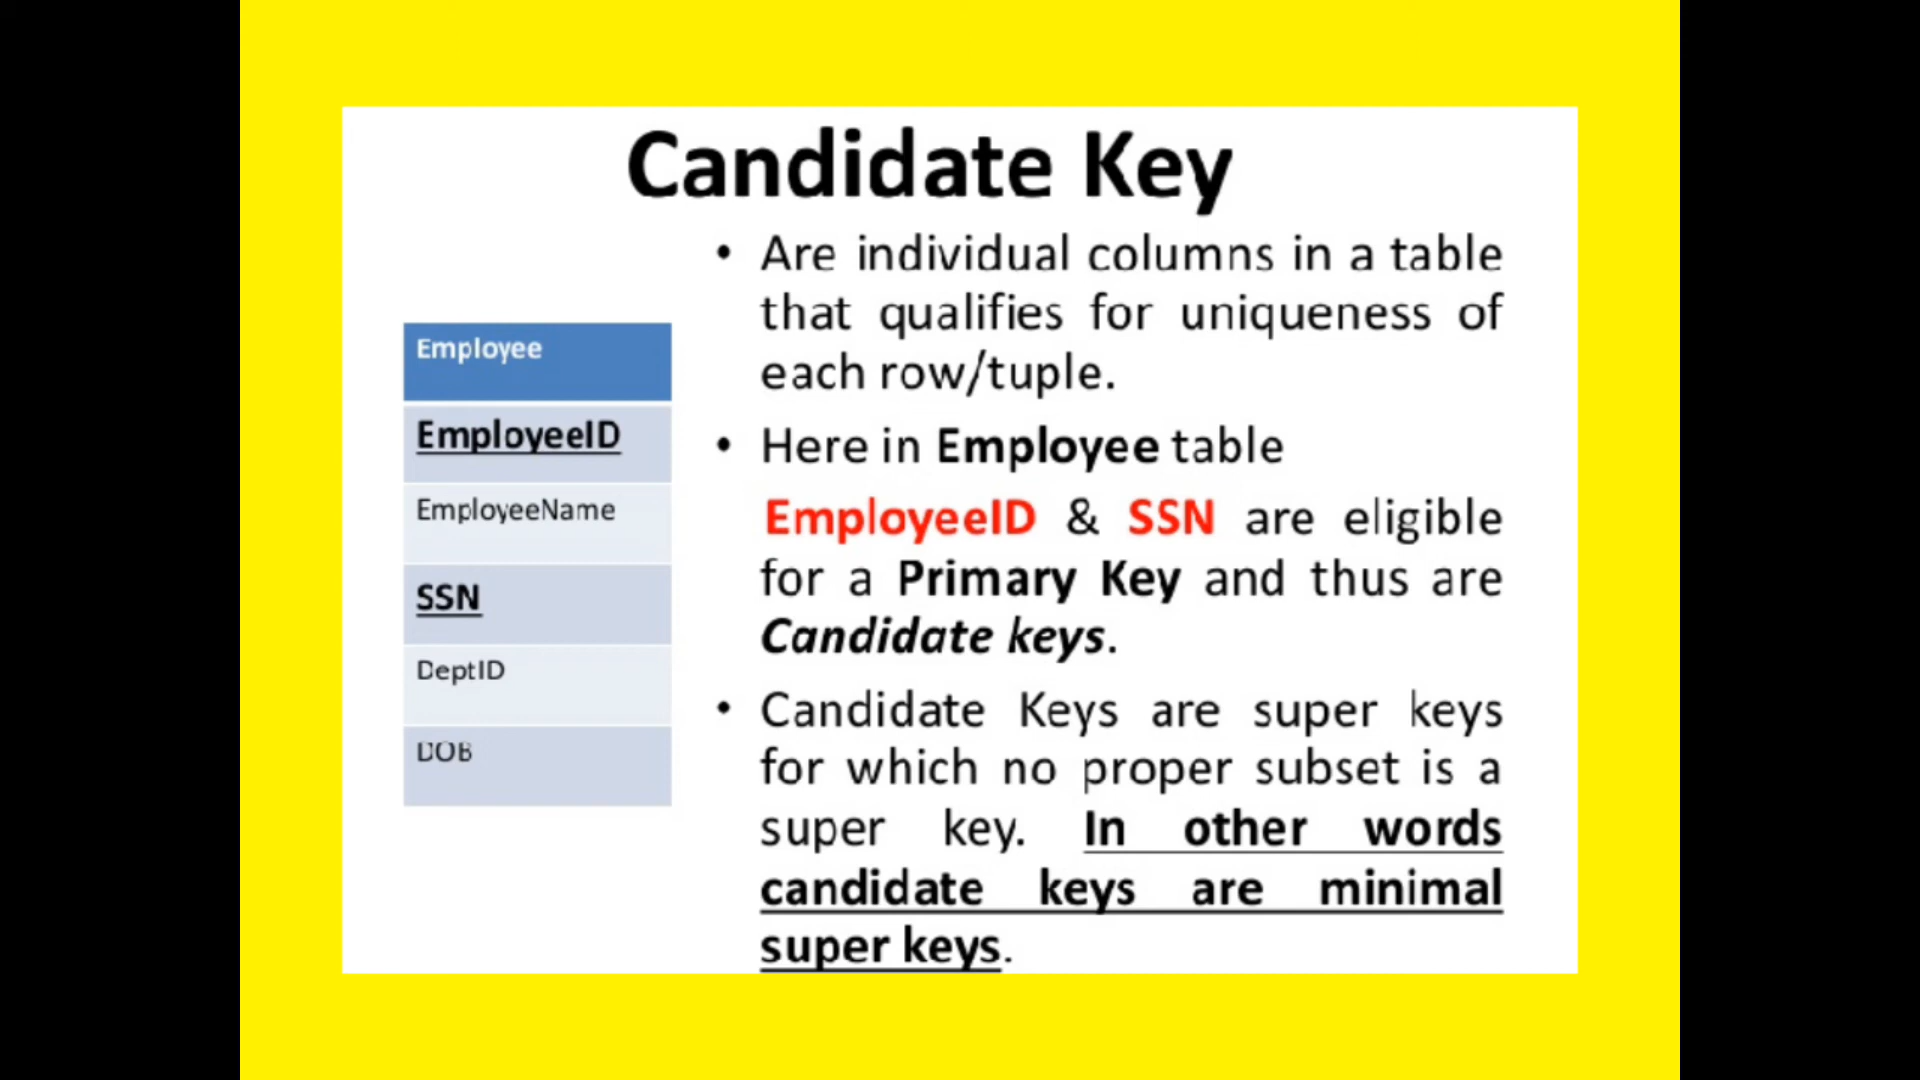 Candidate Key
Employee
EmployeeID
EmployeeName
SSN
DeptID
DOB
• Are individual columns in a table
that qualifies for uniqueness of
each row/tuple.
• Here in Employee table
EmployeeID & SSN are eligible
for a Primary Key and thus are
Candidate keys.
• Candidate Keys are super keys
for which no proper subset is a
super key. In other words
candidate keys are minimal
super keys.